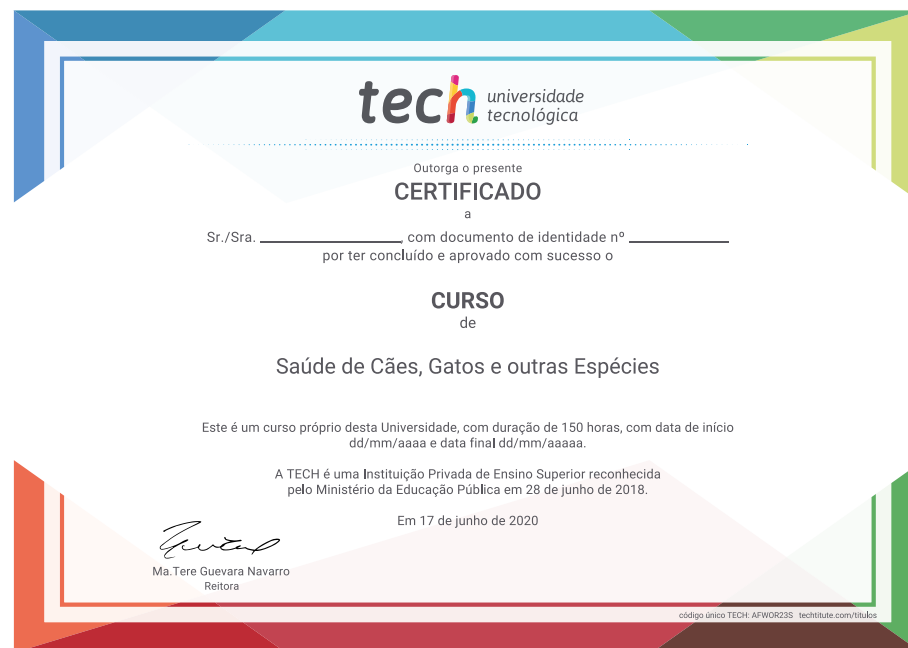 tech universidade
tecnológica
Outorga o presente
CERTIFICADO
a
Sr./Sra. ____________, com documento de identidade nº _________
por ter concluído e aprovado com sucesso o
CURSO
de
Saúde de Cães, Gatos e outras Espécies
Este é um curso próprio desta Universidade, com duração de 150 horas, com data de início
dd/mm/aaaa e data final dd/mm/aaaaa.
A TECH é uma Instituição Privada de Ensino Superior reconhecida
pelo Ministério da Educação Pública em 28 de junho de 2018.
Em 17 de junho de 2020
Ma.Tere Guevara Navarro
Reitora
código único TECH: AFWOR23S techtitute.com/titulos